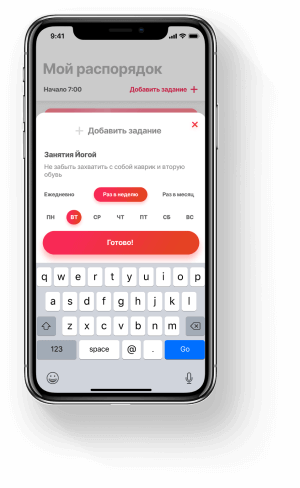 9:41
Мой распорядок
Начало 7:00 Добавить задание +
+ Добавить задание
Занятия Йогой
Не забыть захватить с собой каврик и вторую
обувь
Ежедневно Раз в неделю Раз в месяц
ПН ВТ СР ЧТ ПТ СБ ВС
Готово!
q w e r t y u i o p
a s d f g h j k l
z x c v b n m
123 space @ . Go